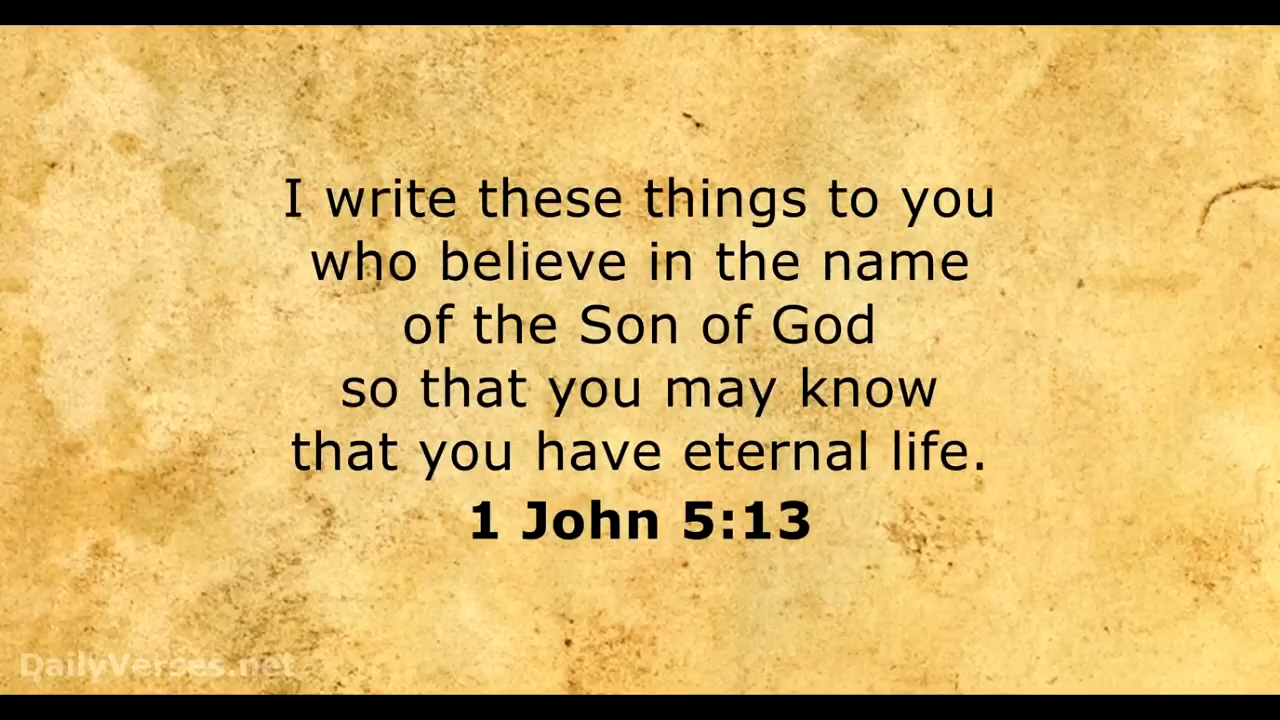 I write these things to you
who believe in the name
of the Son of God
so that you may know
that you have eternal life.
1 John 5:13
DailyVerses.net